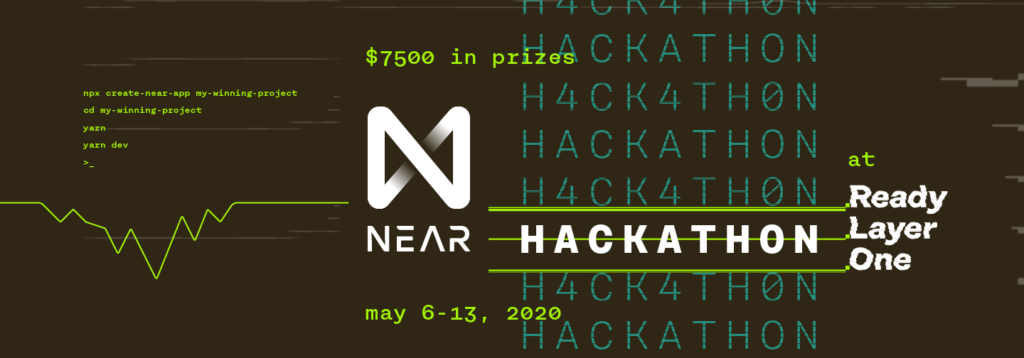 npx create-near-app my-winning-project
cd my-winning-project
yarn
yarn dev
>_
$7500 in prizes
NEAR
may 6-13, 2020
H4CK4TH0N
HACKATHON
H4CK4TH0N
HACKATHON
H4CK4TH0N
HACKATHON
H4CK4TH0N
HACKATHON
at
Ready
Layer
One